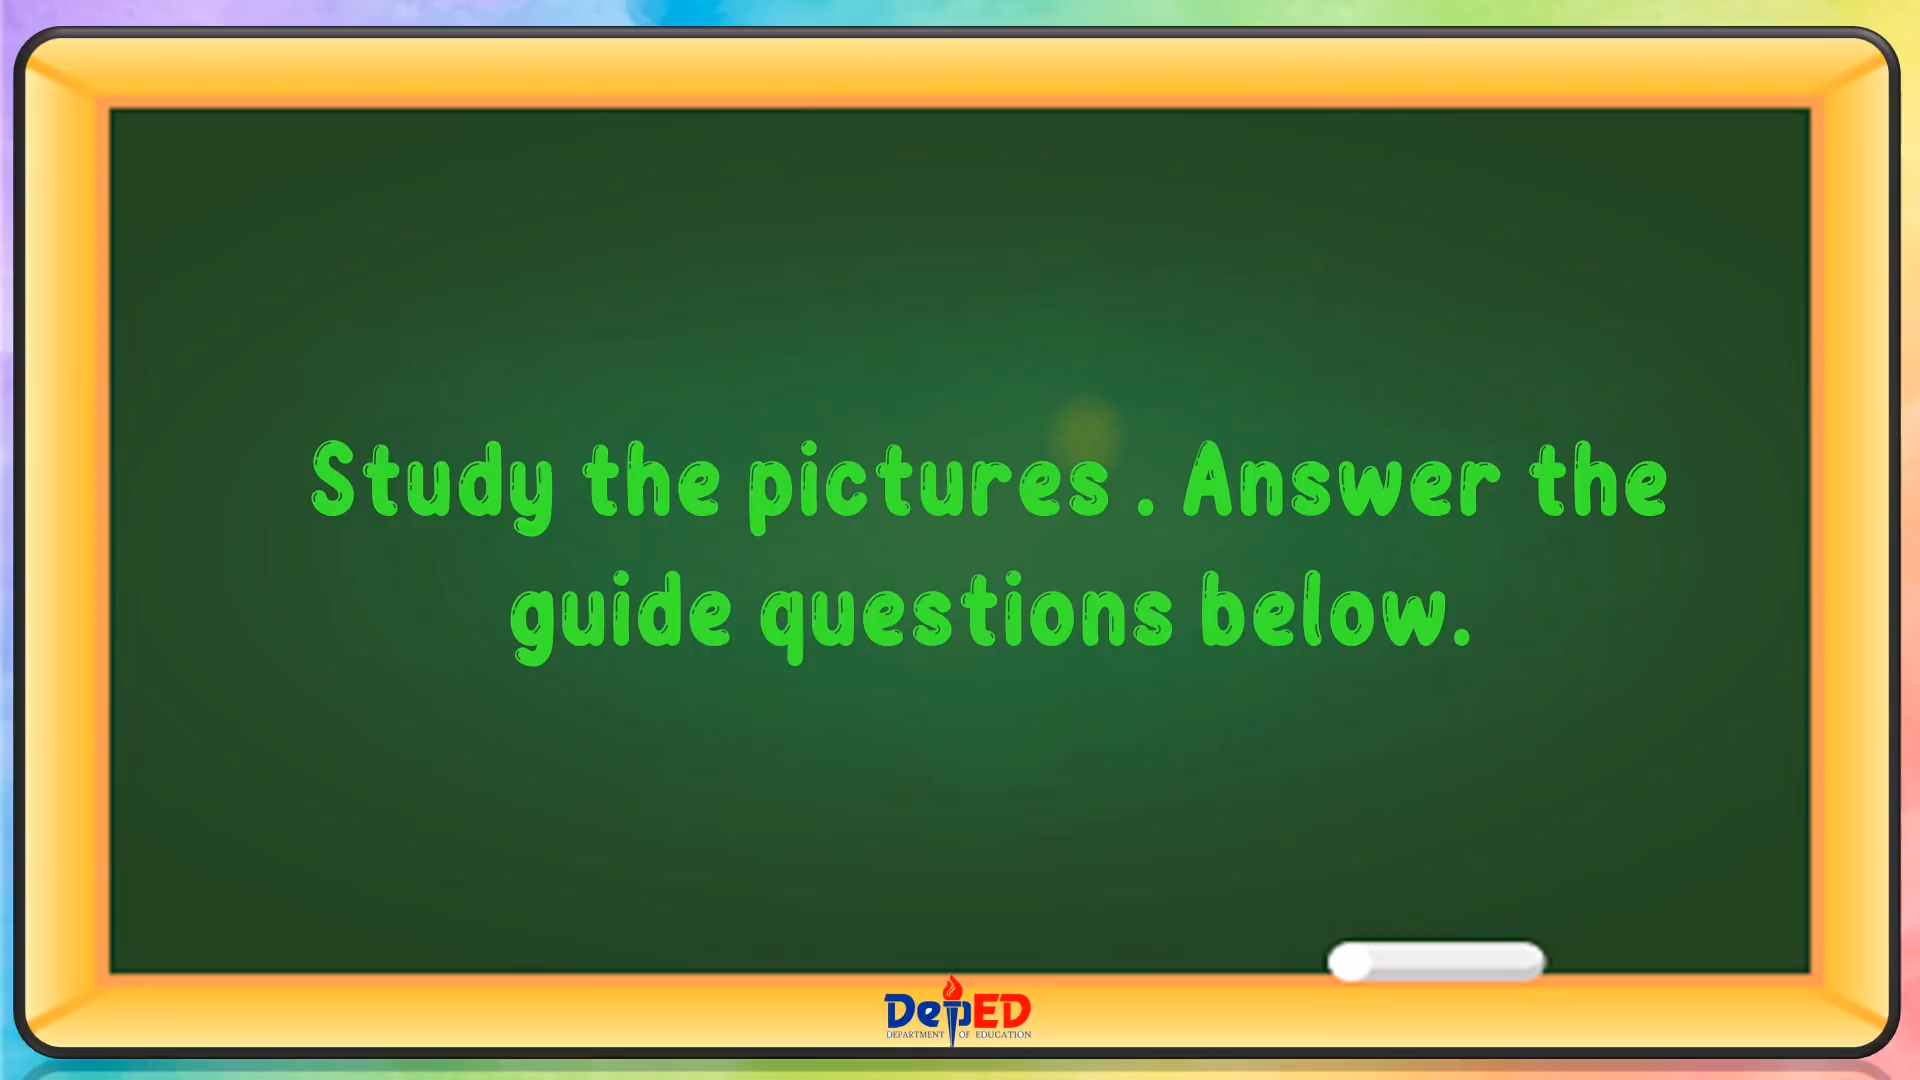 Study the pictures . Answer the
guide questions below.
DepED
DEPARTMENT OF EDUCATION